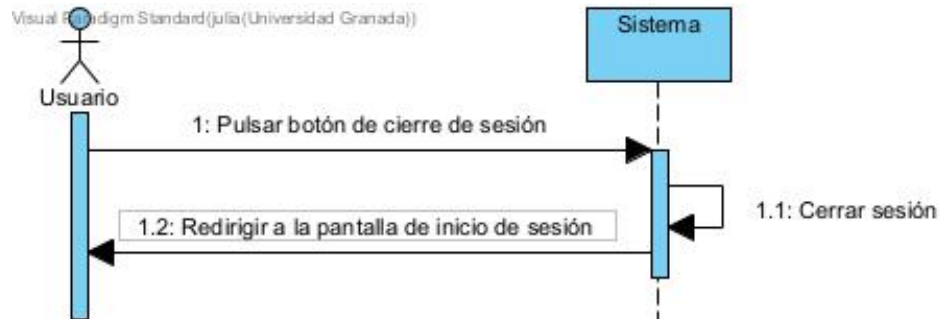 Visual Paradigm Standard(julia(Universidad Granada))
Sistema
Usuario
1: Pulsar botón de cierre de sesión
1.1: Cerrar sesión
1.2: Redirigir a la pantalla de inicio de sesión